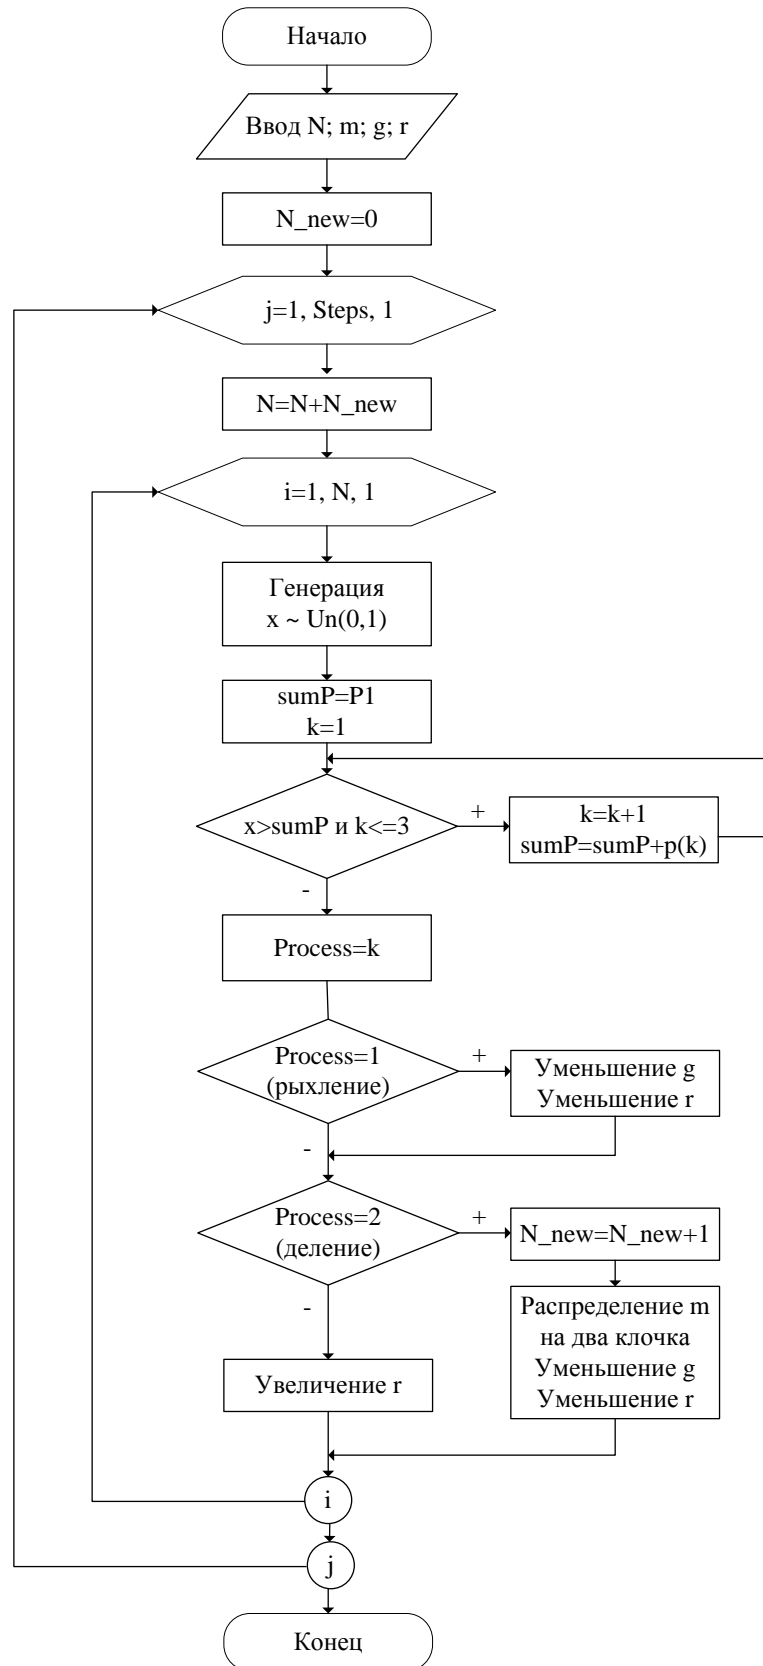 Начало
Ввод N; m; g; r
N_new=0
j=1, Steps, 1
N=N+N_new
i=1, N, 1
Генерация
x ~ Un(0,1)
sumP=P1
k=1
x>sumP и k<=3
+
k=k+1
sumP=sumP+p(k)
-
Process=k
Process=1
(рыхление)
+
Уменьшение g
Уменьшение r
-
Process=2
(деление)
+
N_new=N_new+1
-
Распределение m
на два клочка
Уменьшение g
Уменьшение r
Увеличение r
i
j
Конец